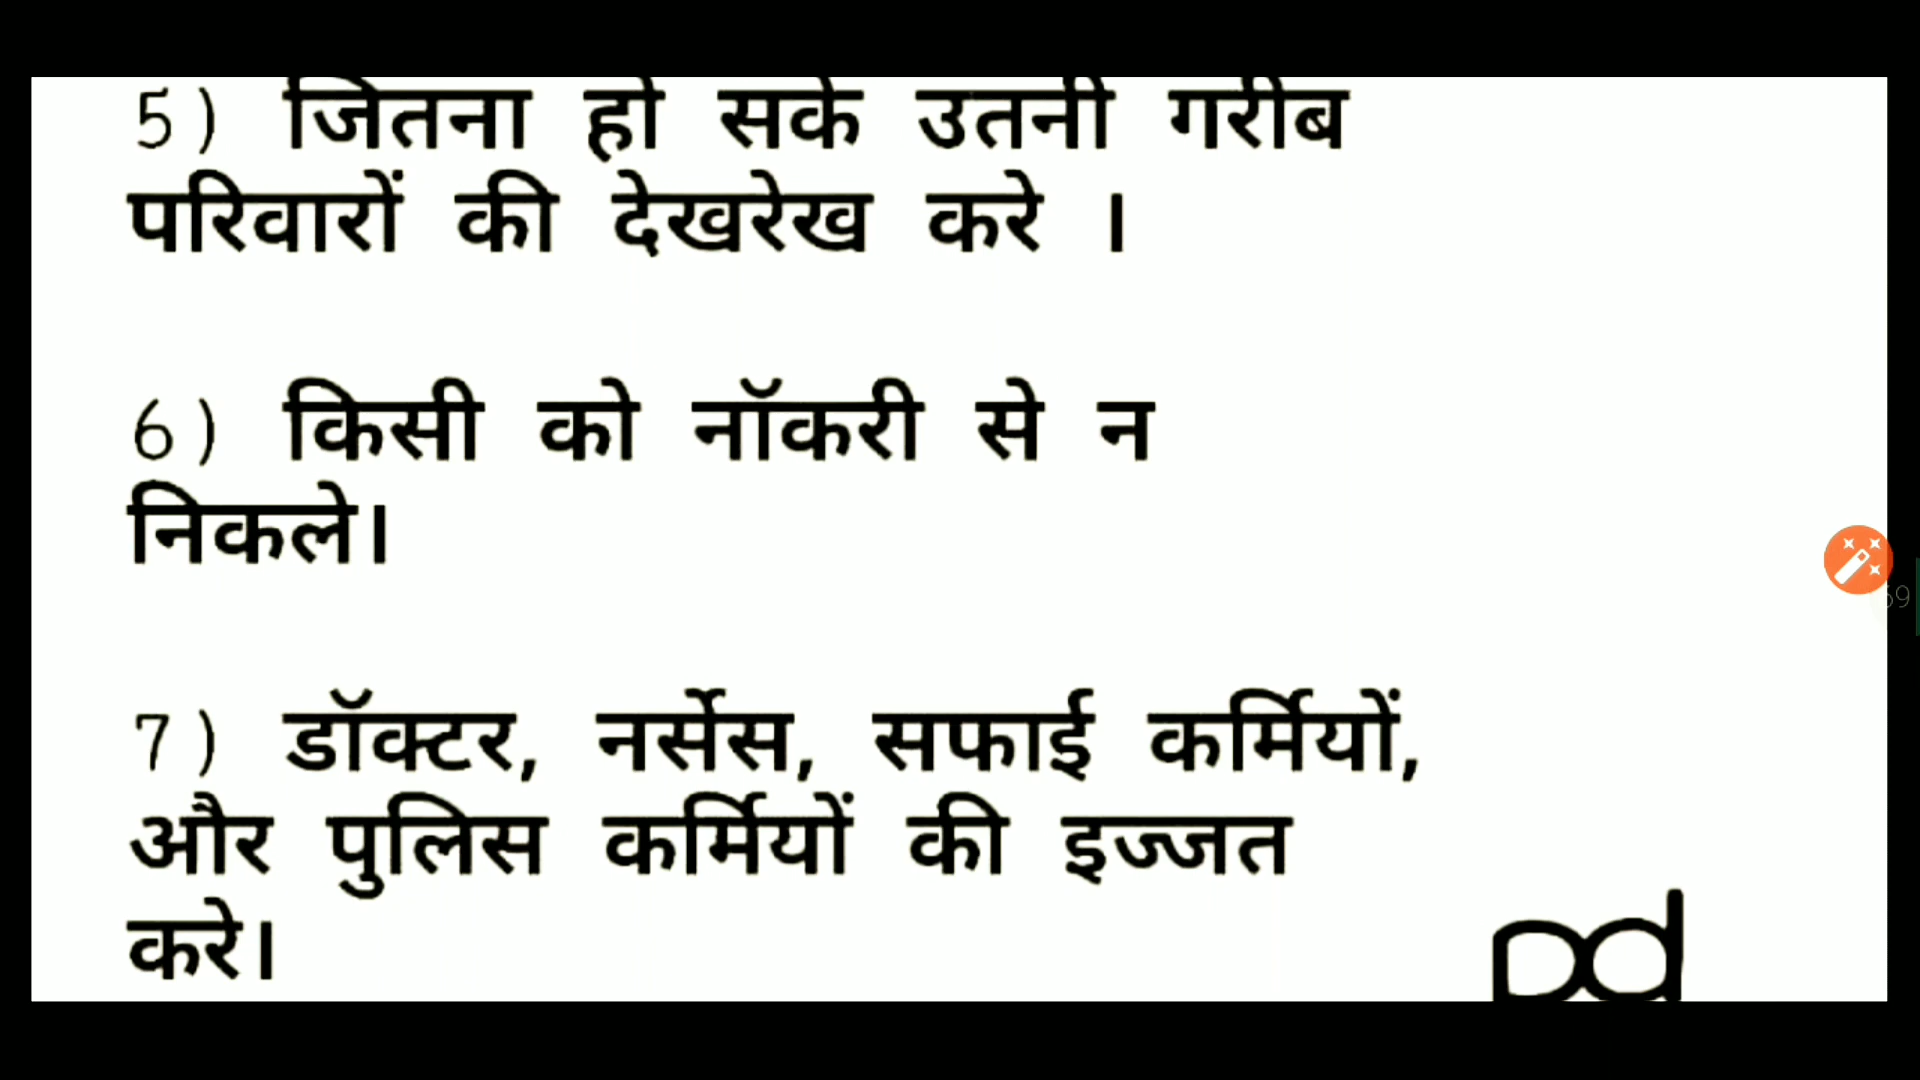 5) जितना हो सके उतनी गरीब
परिवारों की देखरेख करे ।
6) किसी को नॉकरी से न
निकले।
7) डॉक्टर, नर्सेस, सफाई कर्मियों,
और पुलिस कर्मियों की इज्जत
करे।